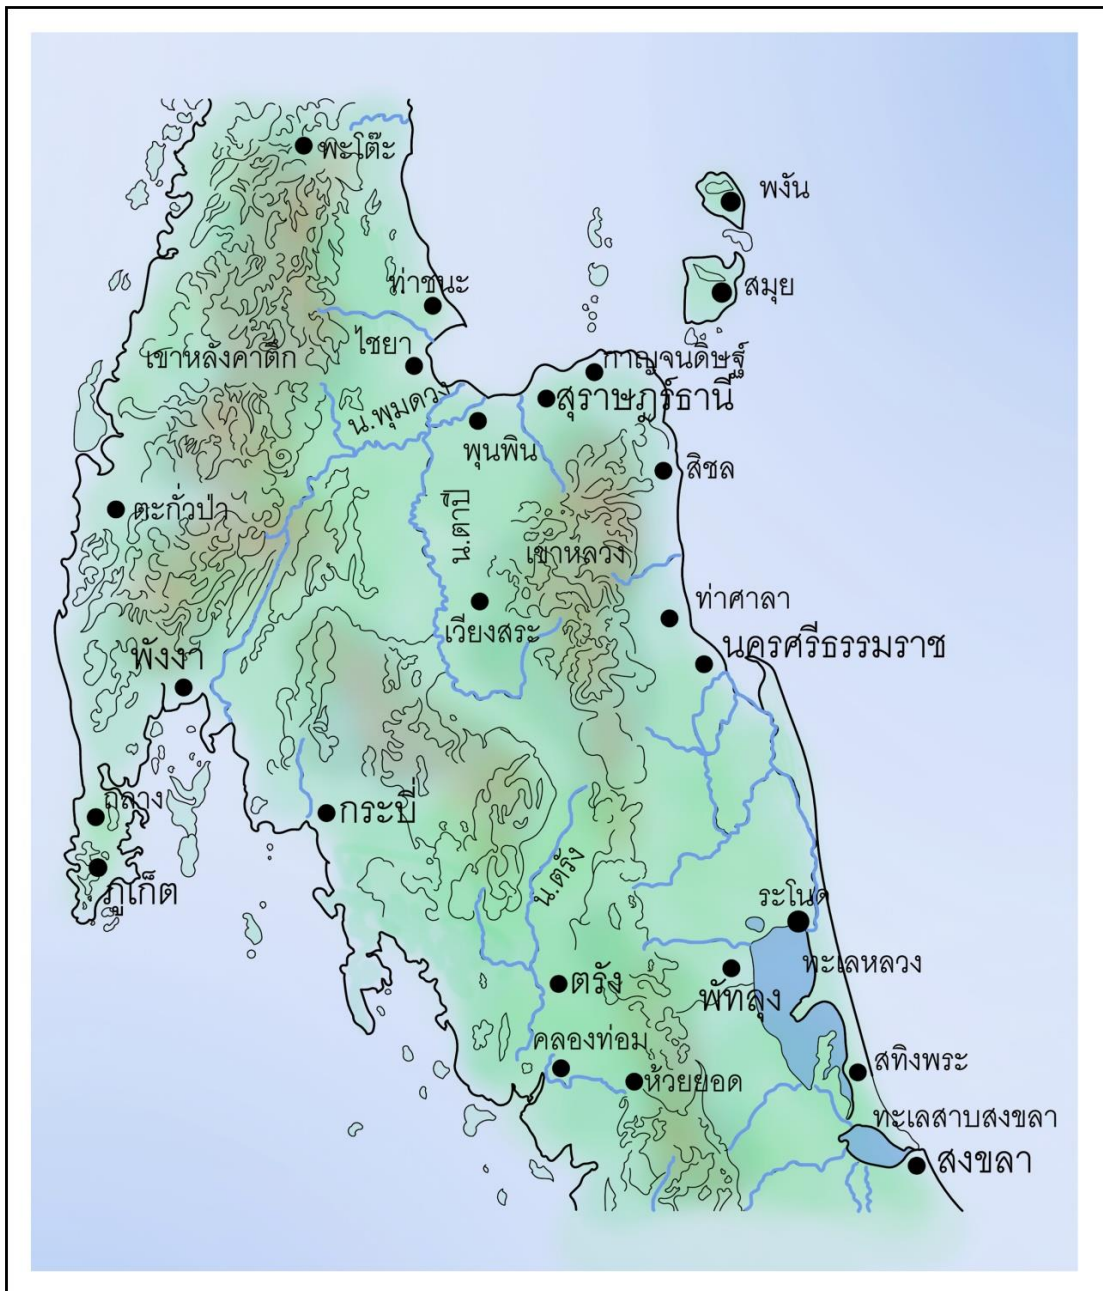 พะโต๊ะ
พงัน
สมุย
ท่าชนะ
ไชยา
กาญจนดิษฐ์
เขาหลังคาตึก
น.พุมดวง
สุราษฎร์ธานี
พุนพิน
สิชล
ตะกั่วป่า
น.ตาปี
เขาหลวง
เวียงสระ
ท่าศาลา
นครศรีธรรมราช
พังงา
กระบี่
ถลาง
ภูเก็ต
น.ตรัง
ระโนด
ทะเลหลวง
พัทลุง
ตรัง
คลองท่อม
ห้วยยอด
สทิงพระ
ทะเลสาบสงขลา
สงขลา